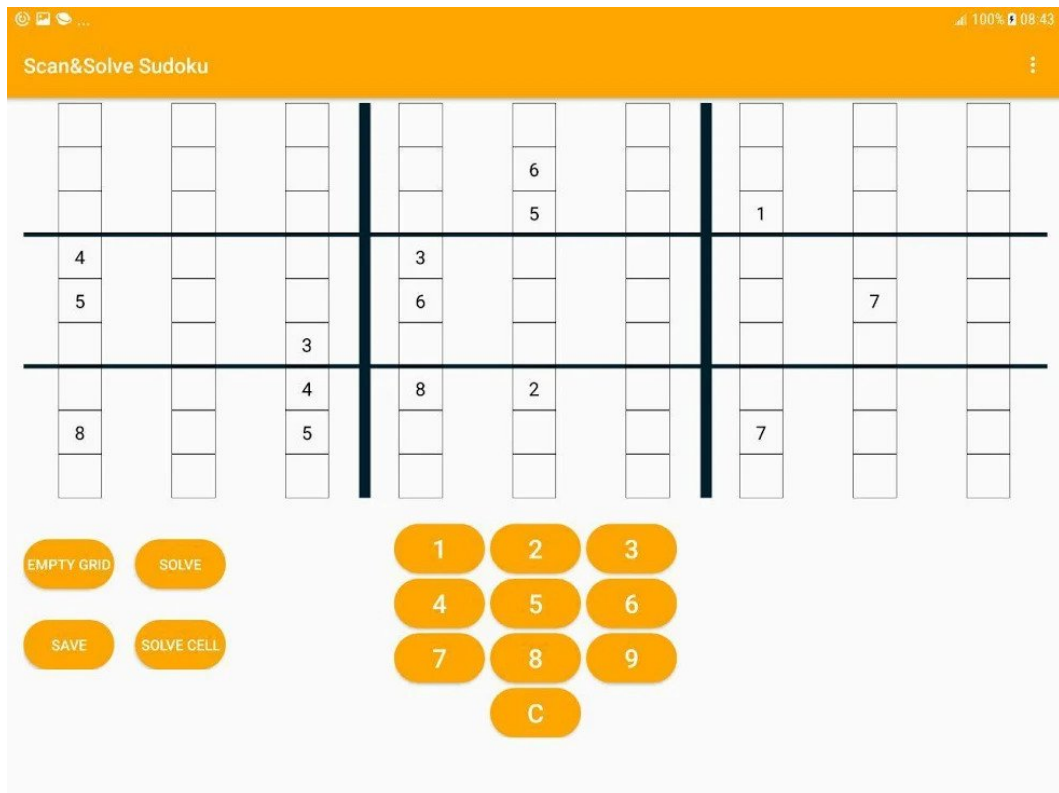 ... 100% 08:43
Scan&Solve Sudoku
6
5 1
4 3
5 6 7
3
4 8 2
8 5 7
EMPTY GRID SOLVE
1 2 3
4 5 6
SAVE SOLVE CELL
7 8 9
C